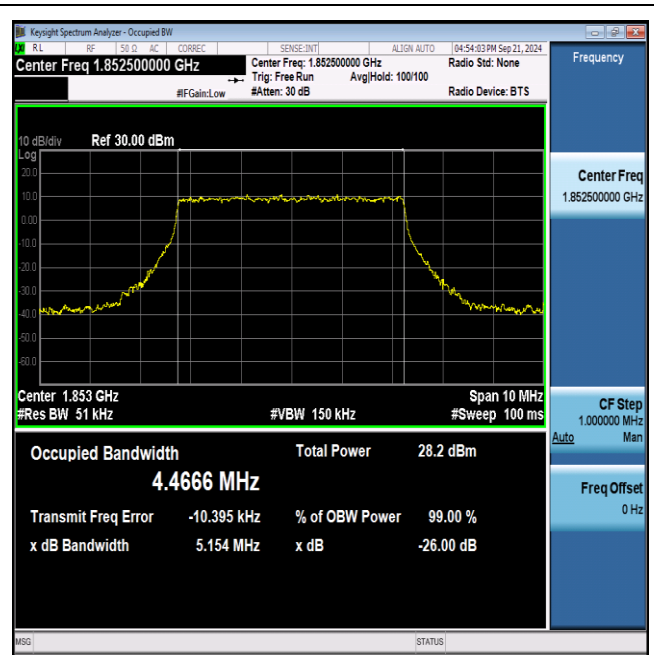 Keysight Spectrum Analyzer - Occupied BW
LXI RL RF 50 Ω AC CORREC SENSE:INT ALIGN AUTO 04:54:03 PM Sep 21, 2024
Center Freq 1.852500000 GHz Center Freq: 1.852500000 GHz Radio Std: None
Trig: Free Run Avg|Hold: 100/100
#IFGain:Low #Atten: 30 dB Radio Device: BTS
10 dB/div Ref 30.00 dBm
Log
20.0
10.0
0.00
-10.0
-20.0
-30.0
-40.0
-50.0
-60.0
Center 1.853 GHz Span 10 MHz
#Res BW 51 kHz #VBW 150 kHz #Sweep 100 ms
Occupied Bandwidth Total Power 28.2 dBm
4.4666 MHz
Transmit Freq Error -10.395 kHz % of OBW Power 99.00 %
x dB Bandwidth 5.154 MHz x dB -26.00 dB
MSG STATUS
Frequency
Center Freq
1.852500000 GHz
CF Step
1.000000 MHz
Auto Man
Freq Offset
0 Hz